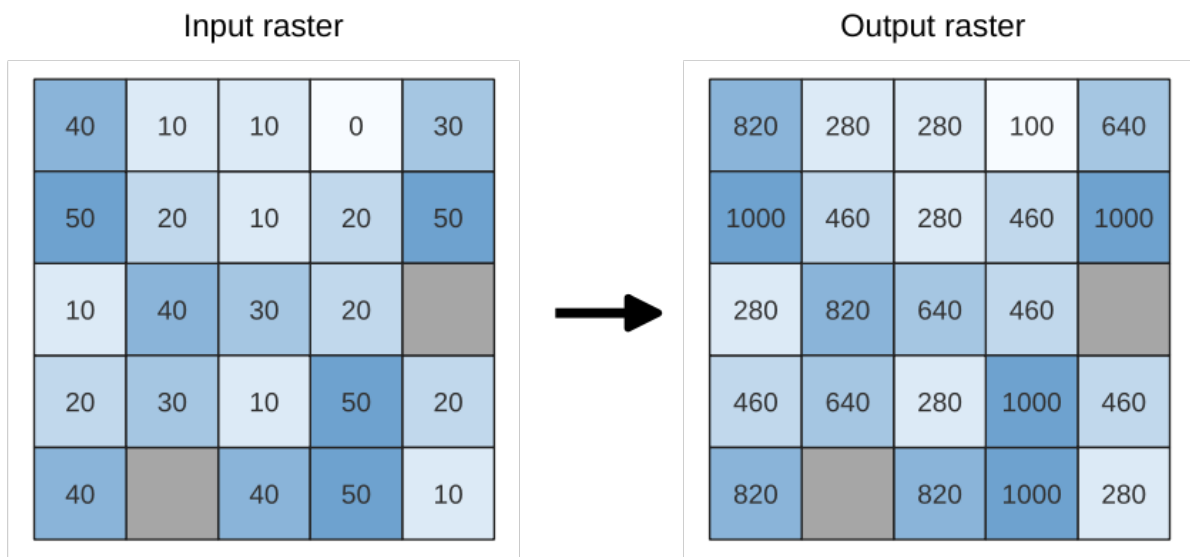 Input raster
Output raster
40 10 10 0 30
50 20 10 20 50
10 40 30 20
20 30 10 50 20
40 40 50 10
820 280 280 100 640
1000 460 280 460 1000
280 820 640 460
460 640 280 1000 460
820 820 1000 280